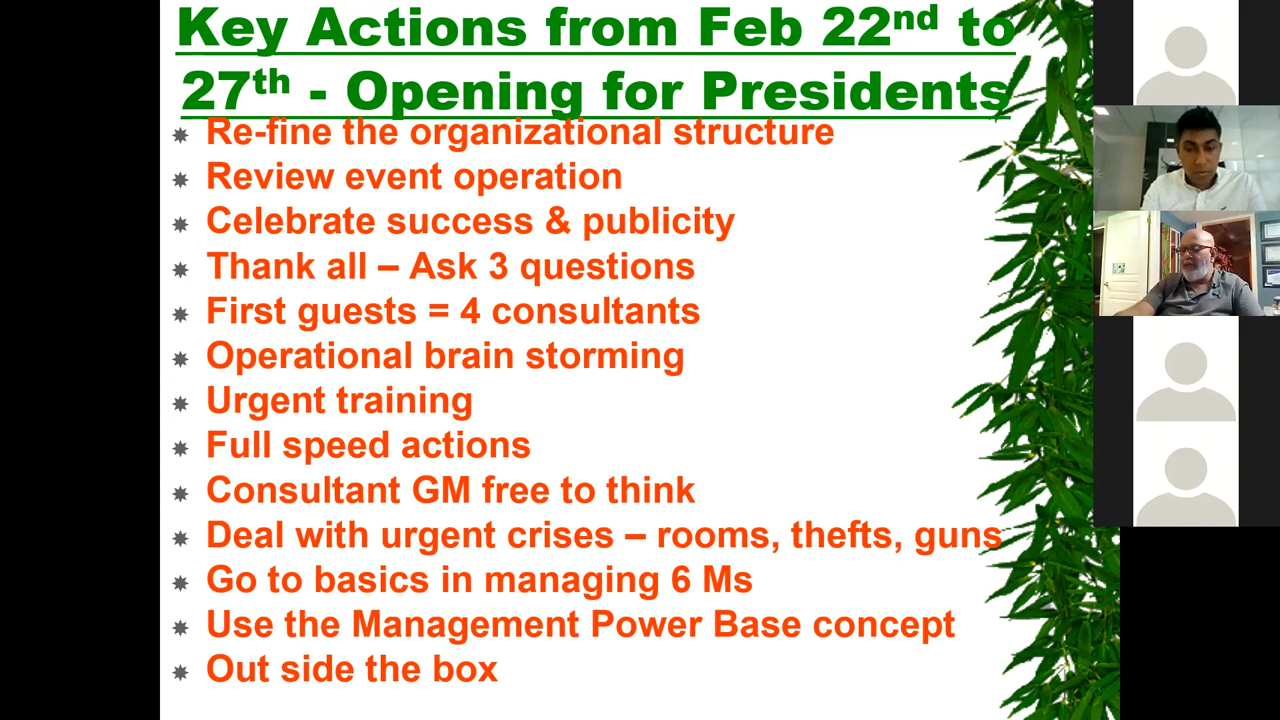 Key Actions from Feb 22nd to
27th - Opening for Presidents
Re-fine the organizational structure
Review event operation
Celebrate success & publicity
Thank all – Ask 3 questions
First guests = 4 consultants
Operational brain storming
Urgent training
Full speed actions
Consultant GM free to think
Deal with urgent crises – rooms, thefts, guns
Go to basics in managing 6 Ms
Use the Management Power Base concept
Out side the box